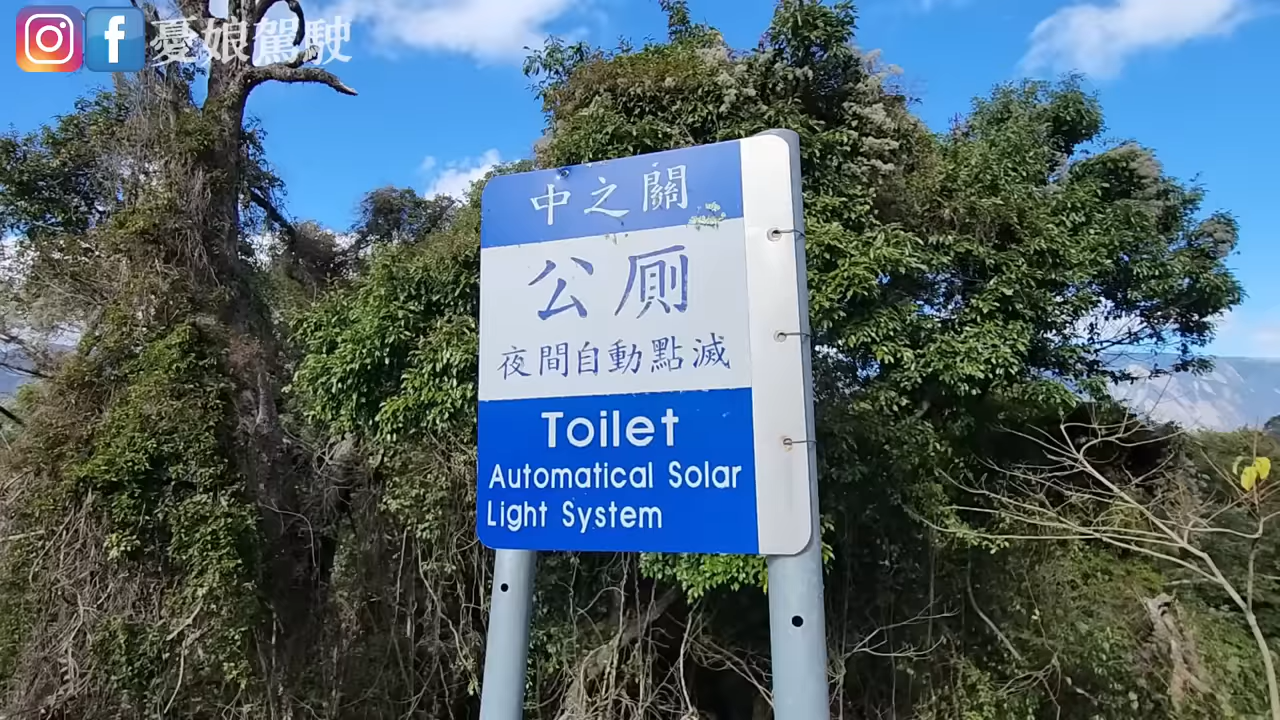 憂娘駕駛
中之關
公廁
夜間自動點滅
Toilet
Automatical Solar
Light System